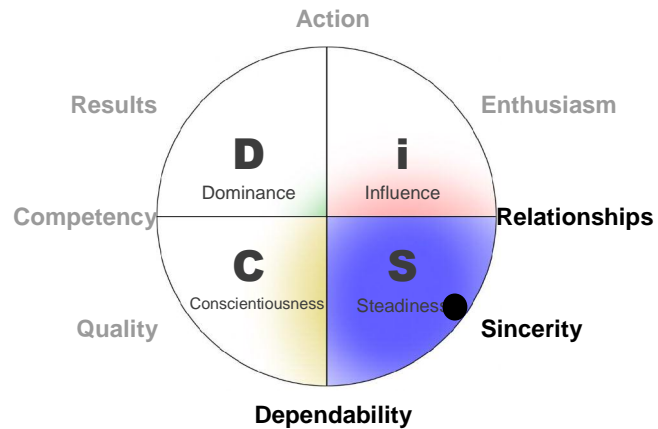 Action
Results
Enthusiasm
D
Dominance
i
Influence
Competency
Relationships
C
Conscientiousness
S
Steadiness
Quality
Sincerity
Dependability